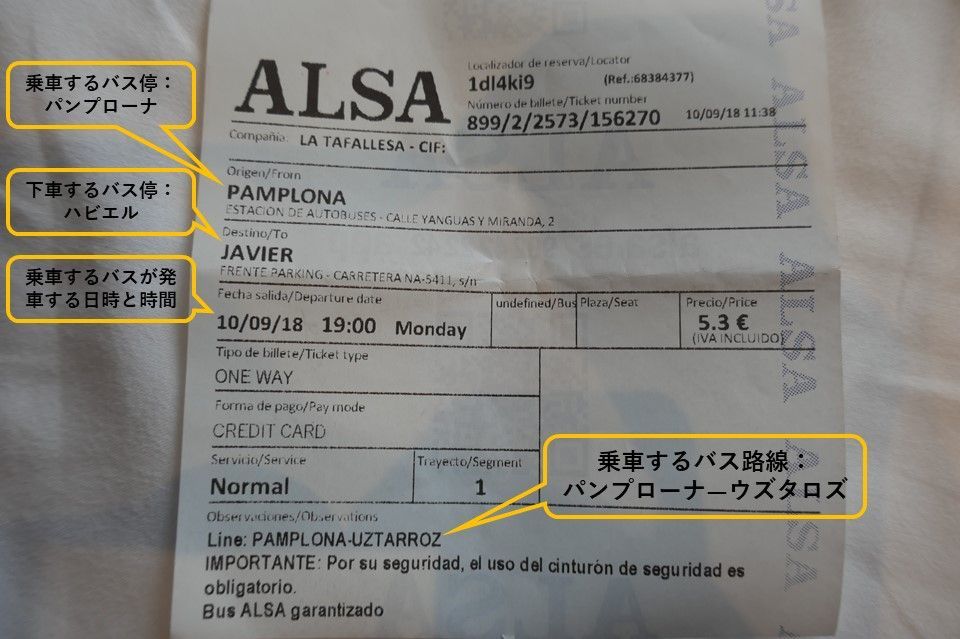 ALSA
Localizador de reserva/Locator
1dl4ki9 (Ref.:68384377)
Número de billete/Ticket number
899/2/2573/156270 10/09/18 11:38
Compañia: LA TAFALLESA - CIF:
乗車するバス停：
パンプローナ
Origen/From
PAMPLONA
ESTACION DE AUTOBUSES - CALLE YANGUAS Y MIRANDA, 2
下車するバス停：
ハビエル
Destino/To
JAVIER
FRENTE PARKING - CARRETERA NA-5411, s/n
乗車するバスが発
車する日時と時間
Fecha salida/Departure date
10/09/18 19:00 Monday
undefined/Bus
Plaza/Seat
Precio/Price
5.3 €
(IVA INCLUIDO)
Tipo de billete/Ticket type
ONE WAY
Forma de pago/Pay mode
CREDIT CARD
Servicio/Service
Normal
Trayecto/Segment
1
乗車するバス路線：
パンプローナ—ウズタロズ
Observaciones/Observations
Line: PAMPLONA-UZTARROZ
IMPORTANTE: Por su seguridad, el uso del cinturón de seguridad es
obligatorio.
Bus ALSA garantizado
ALSA
ALSA
ALSA
ALSA